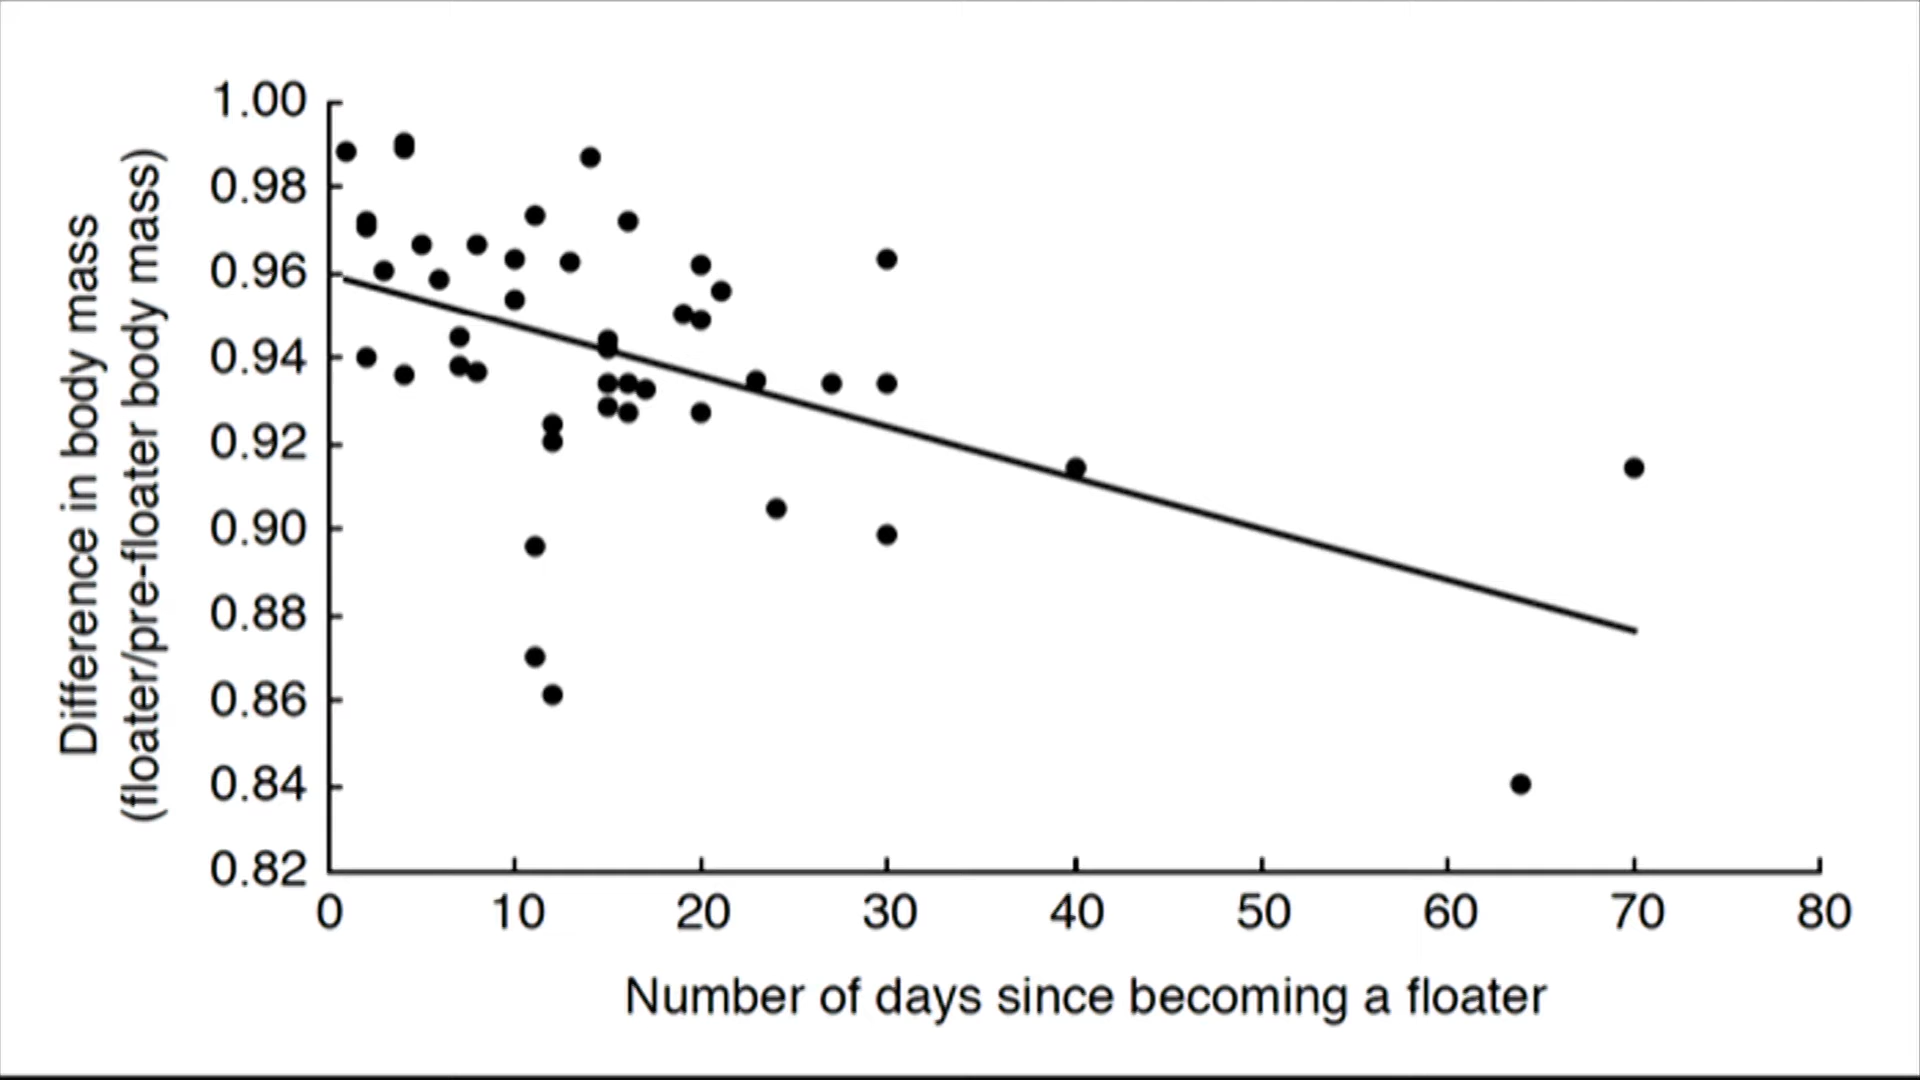 Difference in body mass
(floater/pre-floater body mass)
1.00
0.98
0.96
0.94
0.92
0.90
0.88
0.86
0.84
0.82
0 10 20 30 40 50 60 70 80
Number of days since becoming a floater